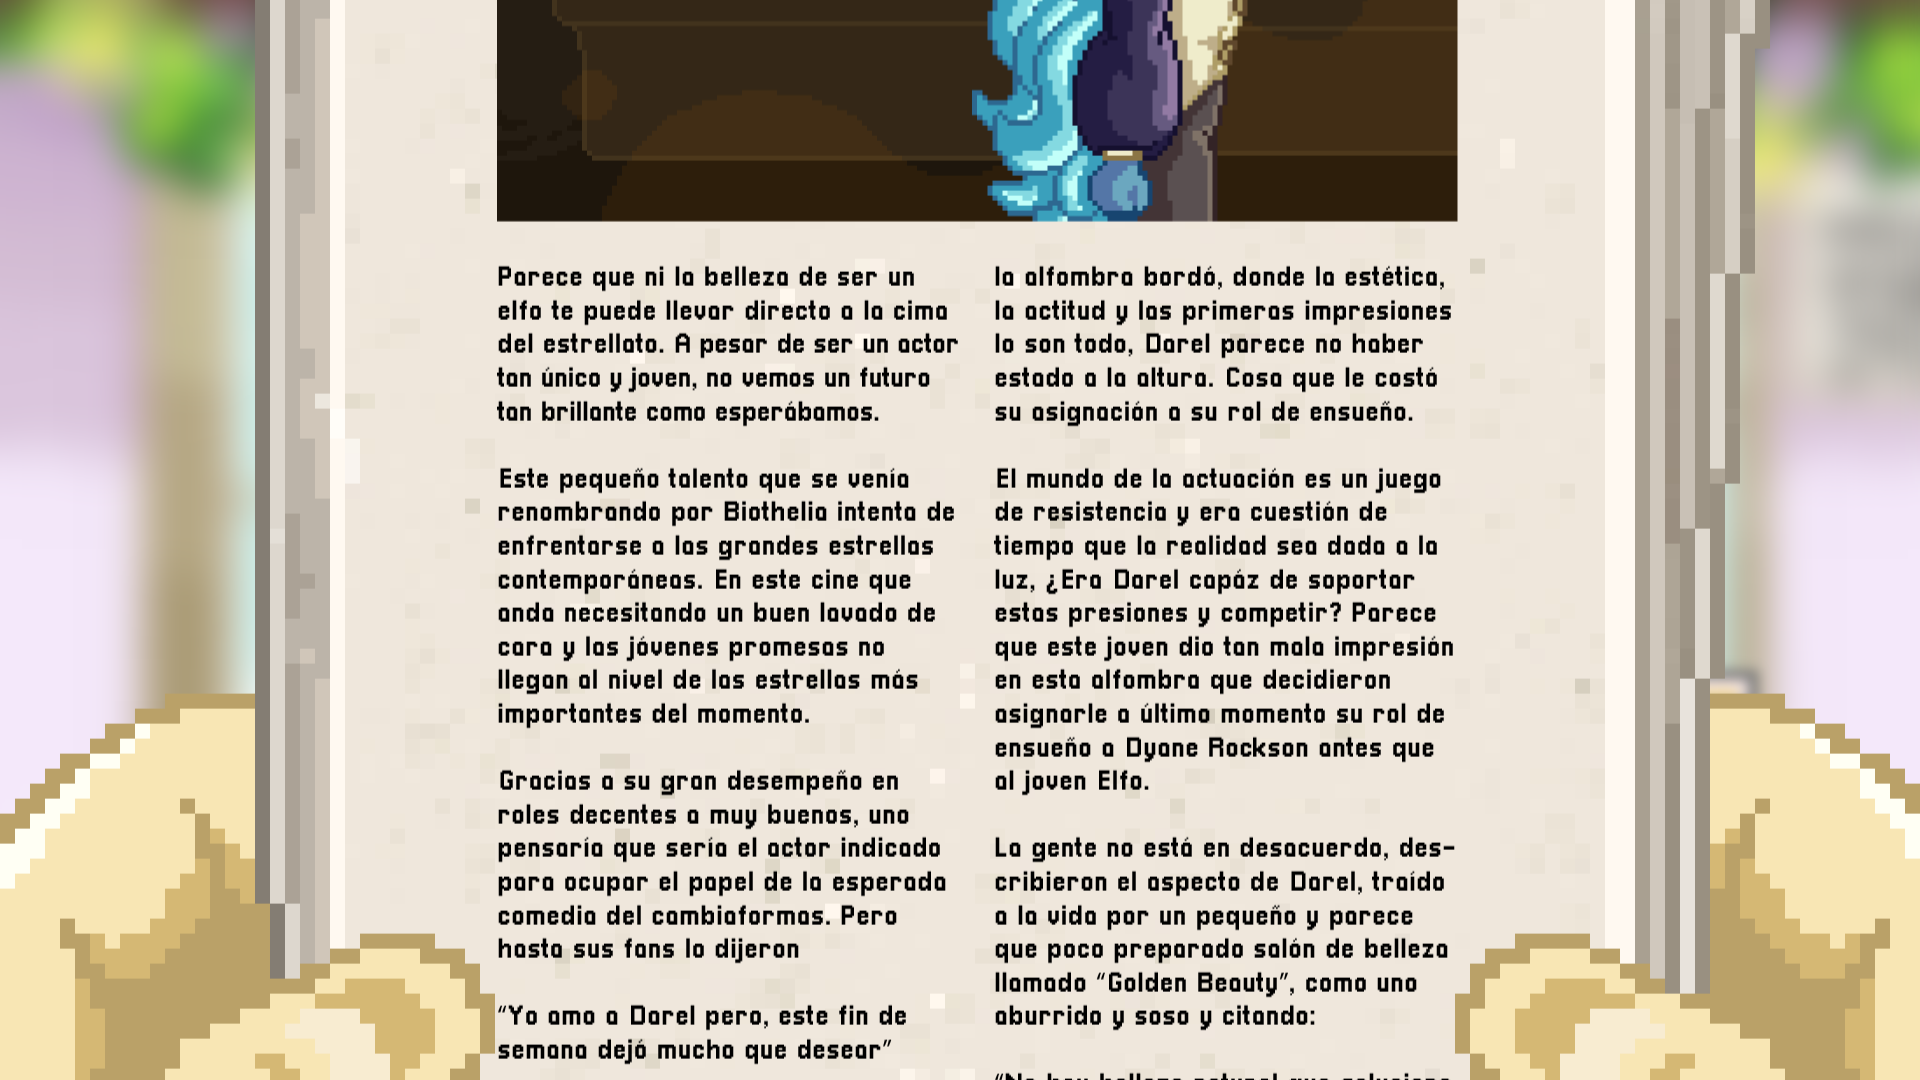 Parece que ni la belleza de ser un
elfo te puede llevar directo a la cima
del estrellato. A pesar de ser un actor
tan único y joven, no vemos un futuro
tan brillante como esperábamos.
Este pequeño talento que se venía
renombrando por Biothelia intenta de
enfrentarse a las grandes estrellas
contemporáneas. En este cine que
anda necesitando un buen lavado de
cara y las jóvenes promesas no
llegan al nivel de las estrellas más
importantes del momento.
Gracias a su gran desempeño en
roles decentes a muy buenos, uno
pensaría que sería el actor indicado
para ocupar el papel de la esperada
comedia del cambiaformas. Pero
hasta sus fans lo dijeron
“Yo amo a Darel pero, este fin de
semana dejó mucho que desear”
la alfombra bordó, donde la estética,
la actitud y las primeras impresiones
lo son todo, Darel parece no haber
estado a la altura. Cosa que le costó
su asignación a su rol de ensueño.
El mundo de la actuación es un juego
de resistencia y era cuestión de
tiempo que la realidad sea dada a la
luz, ¿Era Darel capáz de soportar
estas presiones y competir? Parece
que este joven dio tan mala impresión
en esta alfombra que decidieron
asignarle a último momento su rol de
ensueño a Dyane Rockson antes que
al joven Elfo.
La gente no está en desacuerdo, des-
cribieron el aspecto de Darel, traído
a la vida por un pequeño y parece
que poco preparado salón de belleza
llamado “Golden Beauty”, como uno
aburrido y soso y citando:
“No hay belleza natural que solucione